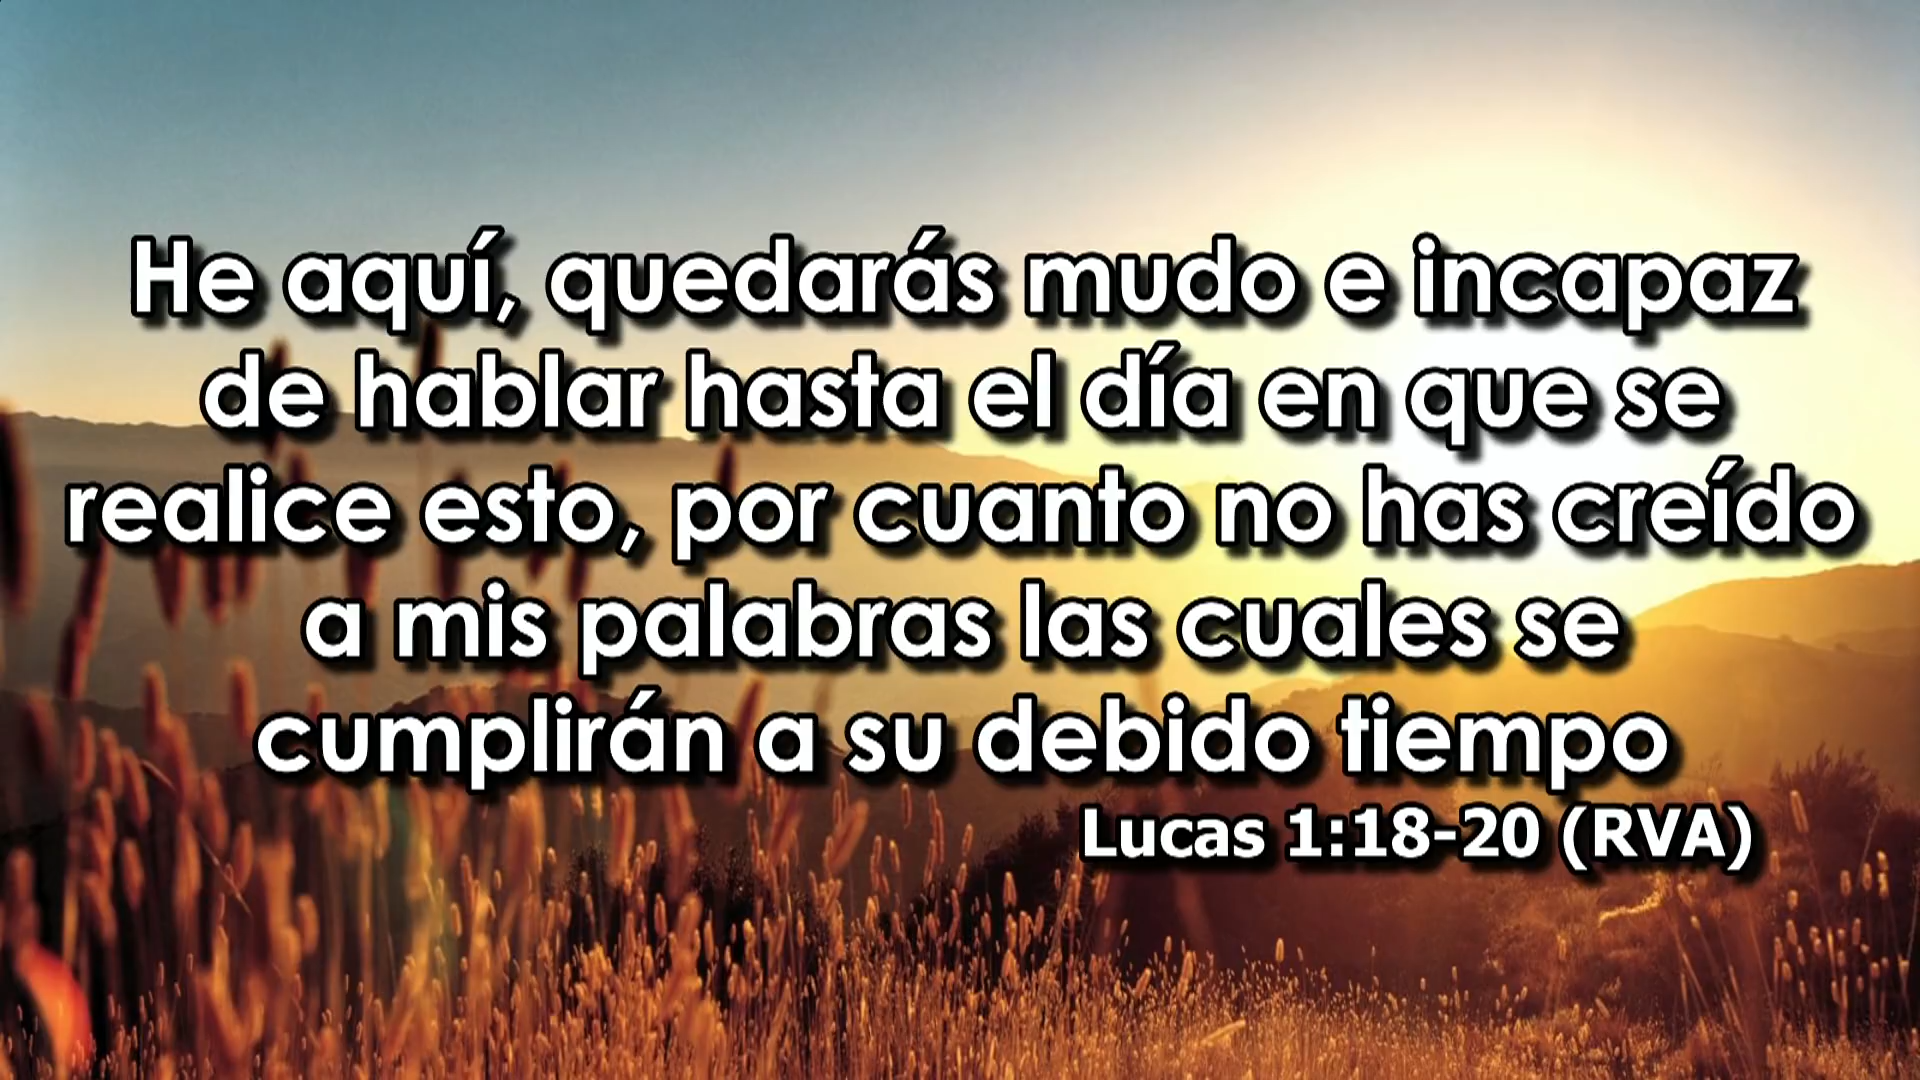 He aquí, quedarás mudo e incapaz
de hablar hasta el día en que se
realice esto, por cuanto no has creído
a mis palabras las cuales se
cumplirán a su debido tiempo
Lucas 1:18-20 (RVA)